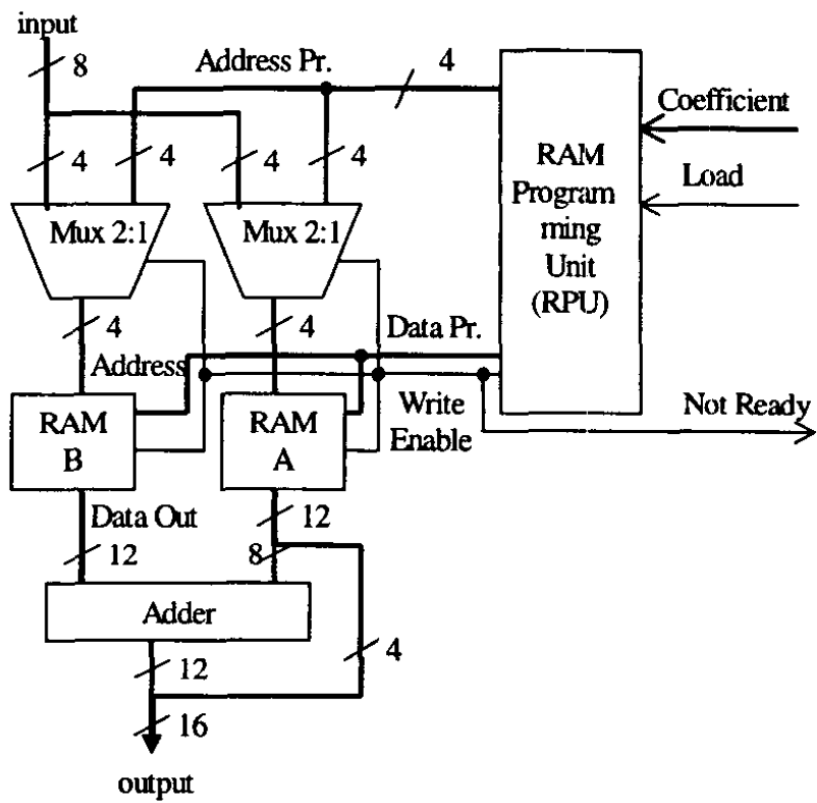 input
8
Address Pr.
4
Coefficient
4
4
4
4
RAM
Program
ming
Unit
(RPU)
Load
Mux 2:1
Mux 2:1
4
4
Data Pr.
Address
RAM
B
RAM
A
Write
Enable
Not Ready
Data Out
12
12
8
Adder
4
12
16
output